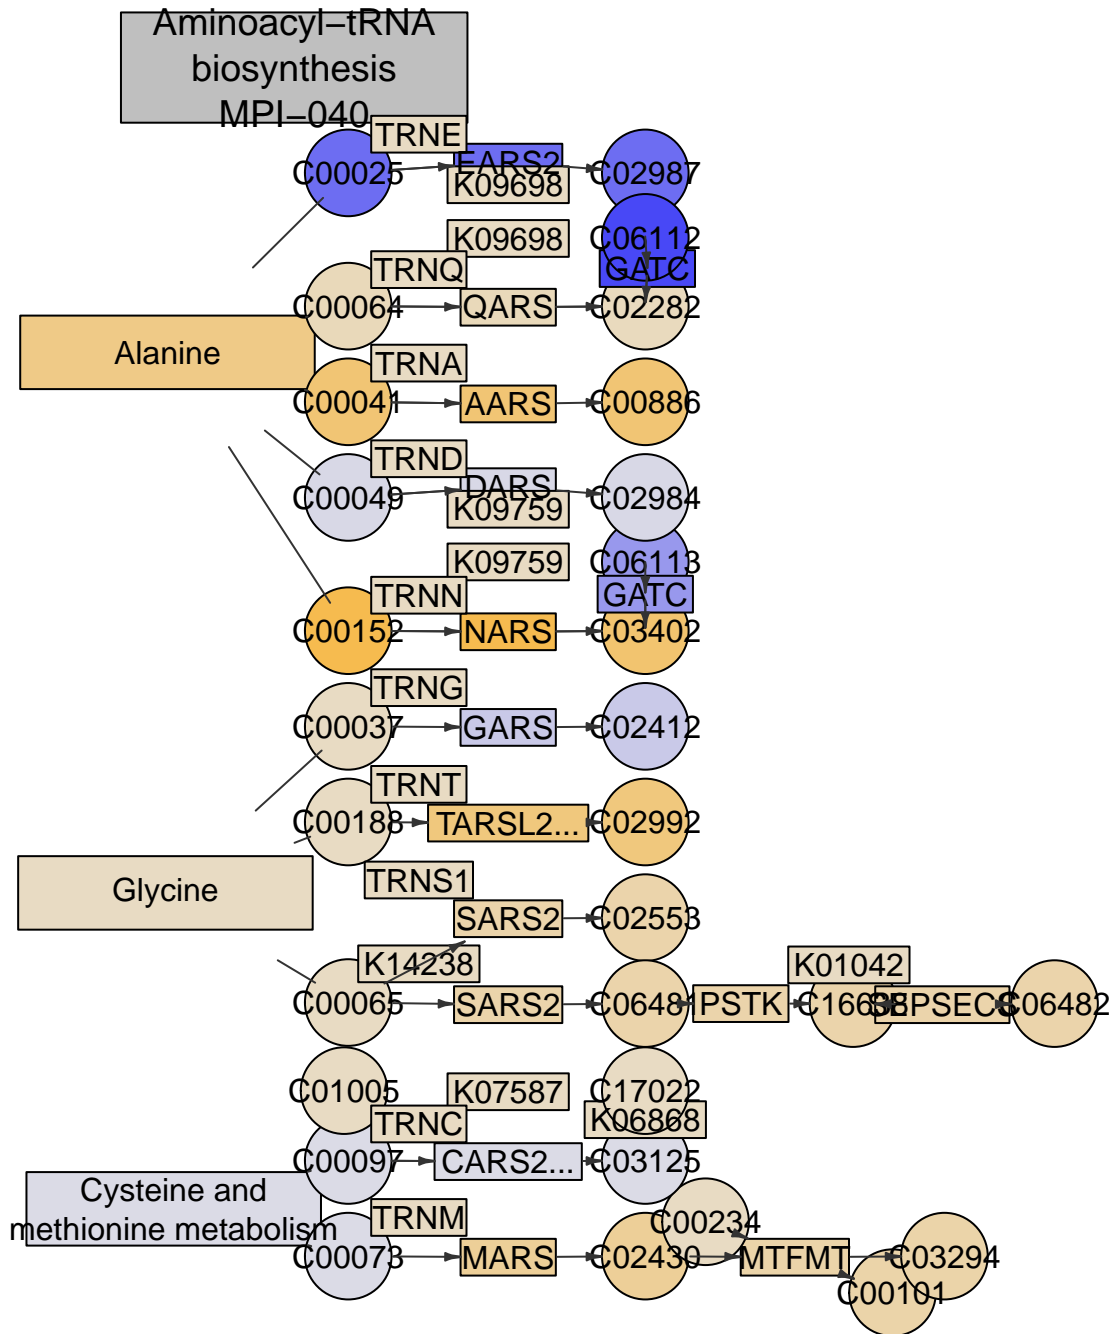 Aminoacyl−tRNA
biosynthesis
MPI−040
TRNE
C00025
EARS2
C02987
K09698
K09698
C06112
TRNQ
GATC
C00064
QARS
C02282
Alanine
TRNA
C00041
AARS
C00886
TRND
C00049
DARS
C02984
K09759
K09759
C06113
TRNN
GATC
C00152
NARS
C03402
TRNG
C00037
GARS
C02412
TRNT
C00188
TARSL2...
C02992
Glycine
TRNS1
SARS2
C02553
K14238
K01042
C00065
SARS2
C06481
PSTK
C16638
SEPSECS
C06482
C01005
K07587
C17022
TRNC
K06868
C00097
CARS2...
C03125
Cysteine and
methionine metabolism
TRNM
C00234
C00073
MARS
C02430
MTFMT
C03294
C00101